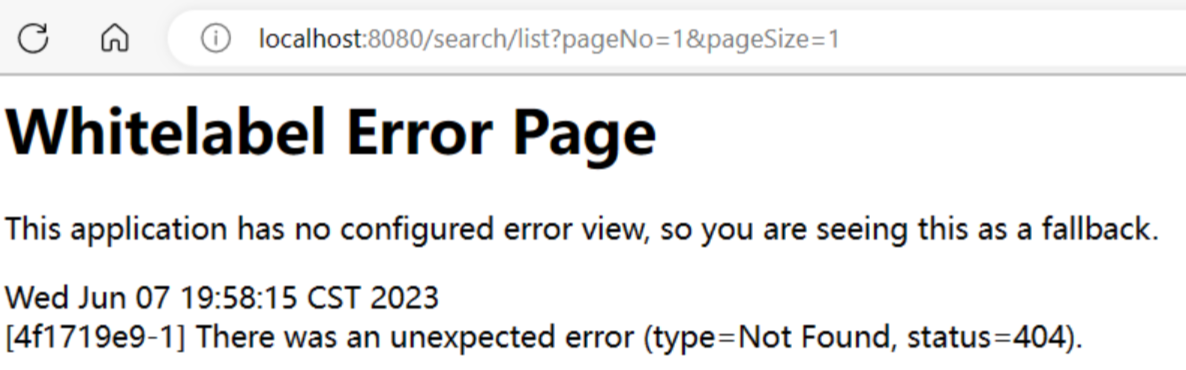 localhost:8080/search/list?pageNo=1&pageSize=1
Whitelabel Error Page
This application has no configured error view, so you are seeing this as a fallback.
Wed Jun 07 19:58:15 CST 2023
[4f1719e9-1] There was an unexpected error (type=Not Found, status=404).